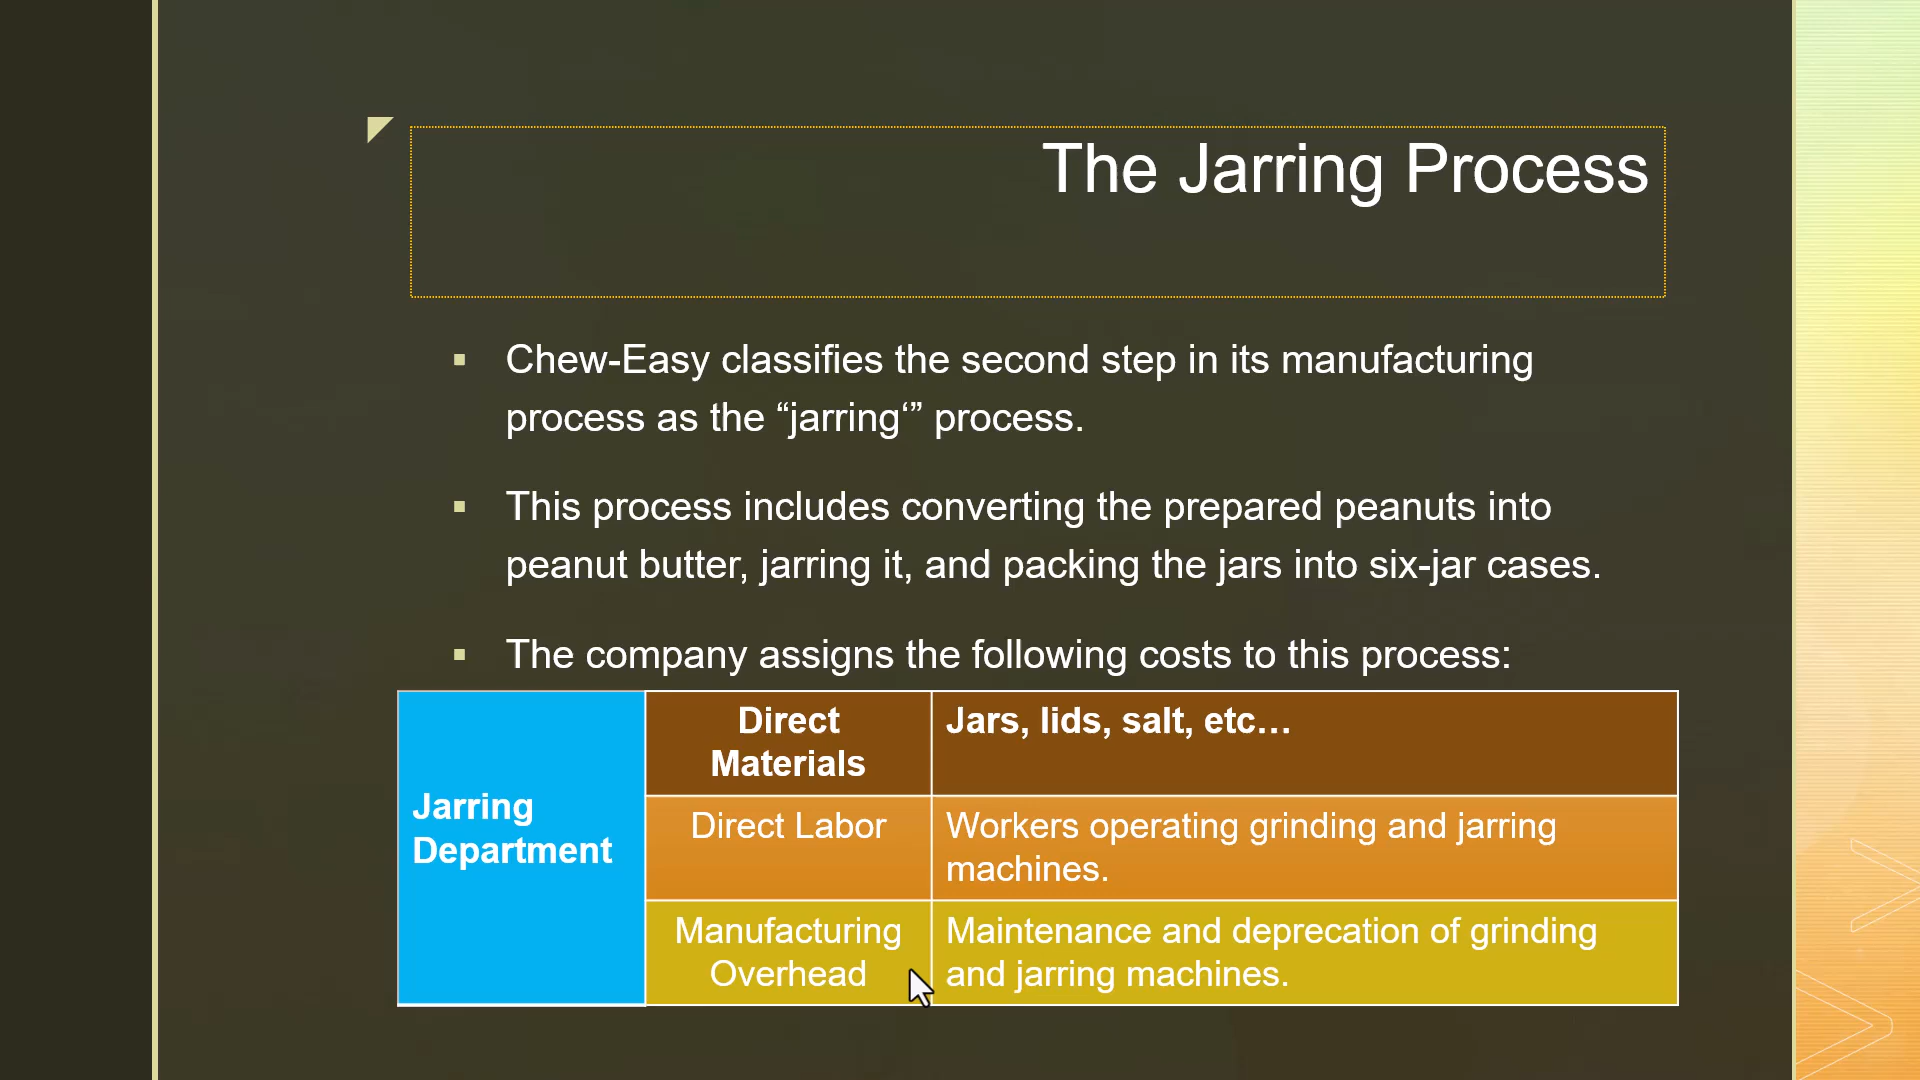 The Jarring Process
▪ Chew-Easy classifies the second step in its manufacturing
process as the “jarring‘” process.
▪ This process includes converting the prepared peanuts into
peanut butter, jarring it, and packing the jars into six-jar cases.
▪ The company assigns the following costs to this process:
Jarring
Department
Direct
Materials
Jars, lids, salt, etc…
Direct Labor
Workers operating grinding and jarring
machines.
Manufacturing
Overhead
Maintenance and deprecation of grinding
and jarring machines.